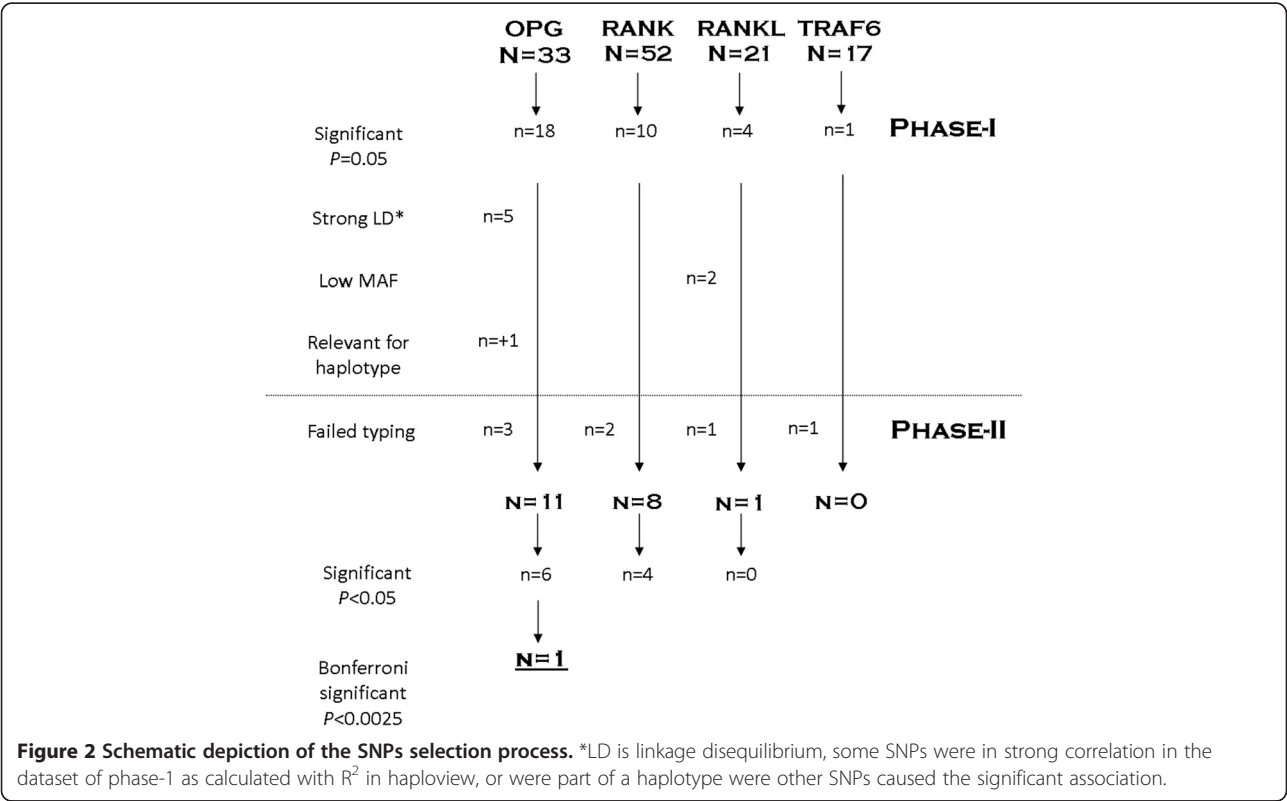 OPG RANK RANKL TRAF6
N=33 N=52 N=21 N=17
Significant
P=0.05
n=18 n=10 n=4 n=1 PHASE-I
Strong LD* n=5
Low MAF n=2
Relevant for
haplotype
n=+1
Failed typing n=3 n=2 n=1 n=1 PHASE-II
N=11 N=8 N=1 N=0
Significant
P<0.05
n=6 n=4 n=0
Bonferroni
significant
P<0.0025
N=1
Figure 2 Schematic depiction of the SNPs selection process. *LD is linkage disequilibrium, some SNPs were in strong correlation in the
dataset of phase-1 as calculated with R² in haploview, or were part of a haplotype were other SNPs caused the significant association.